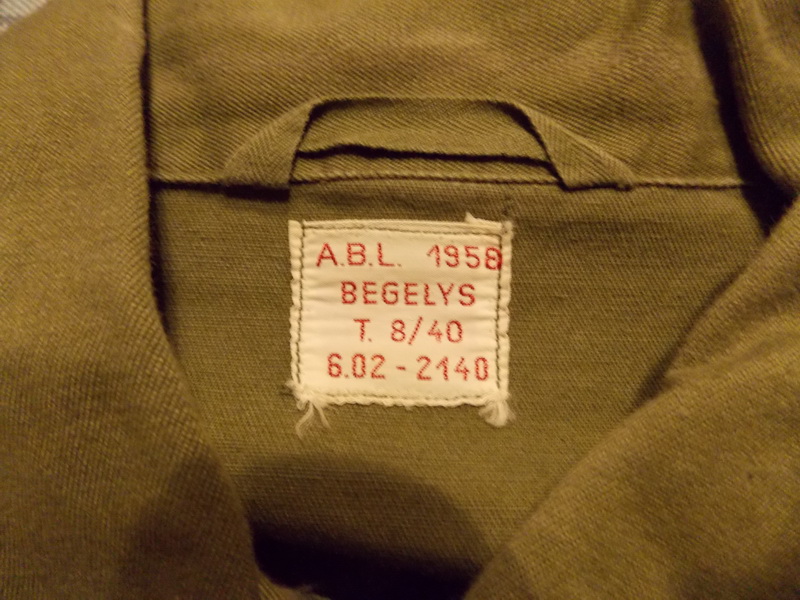 A.B.L. 1958
BEGELYS
T. 8/40
6.02 - 2140